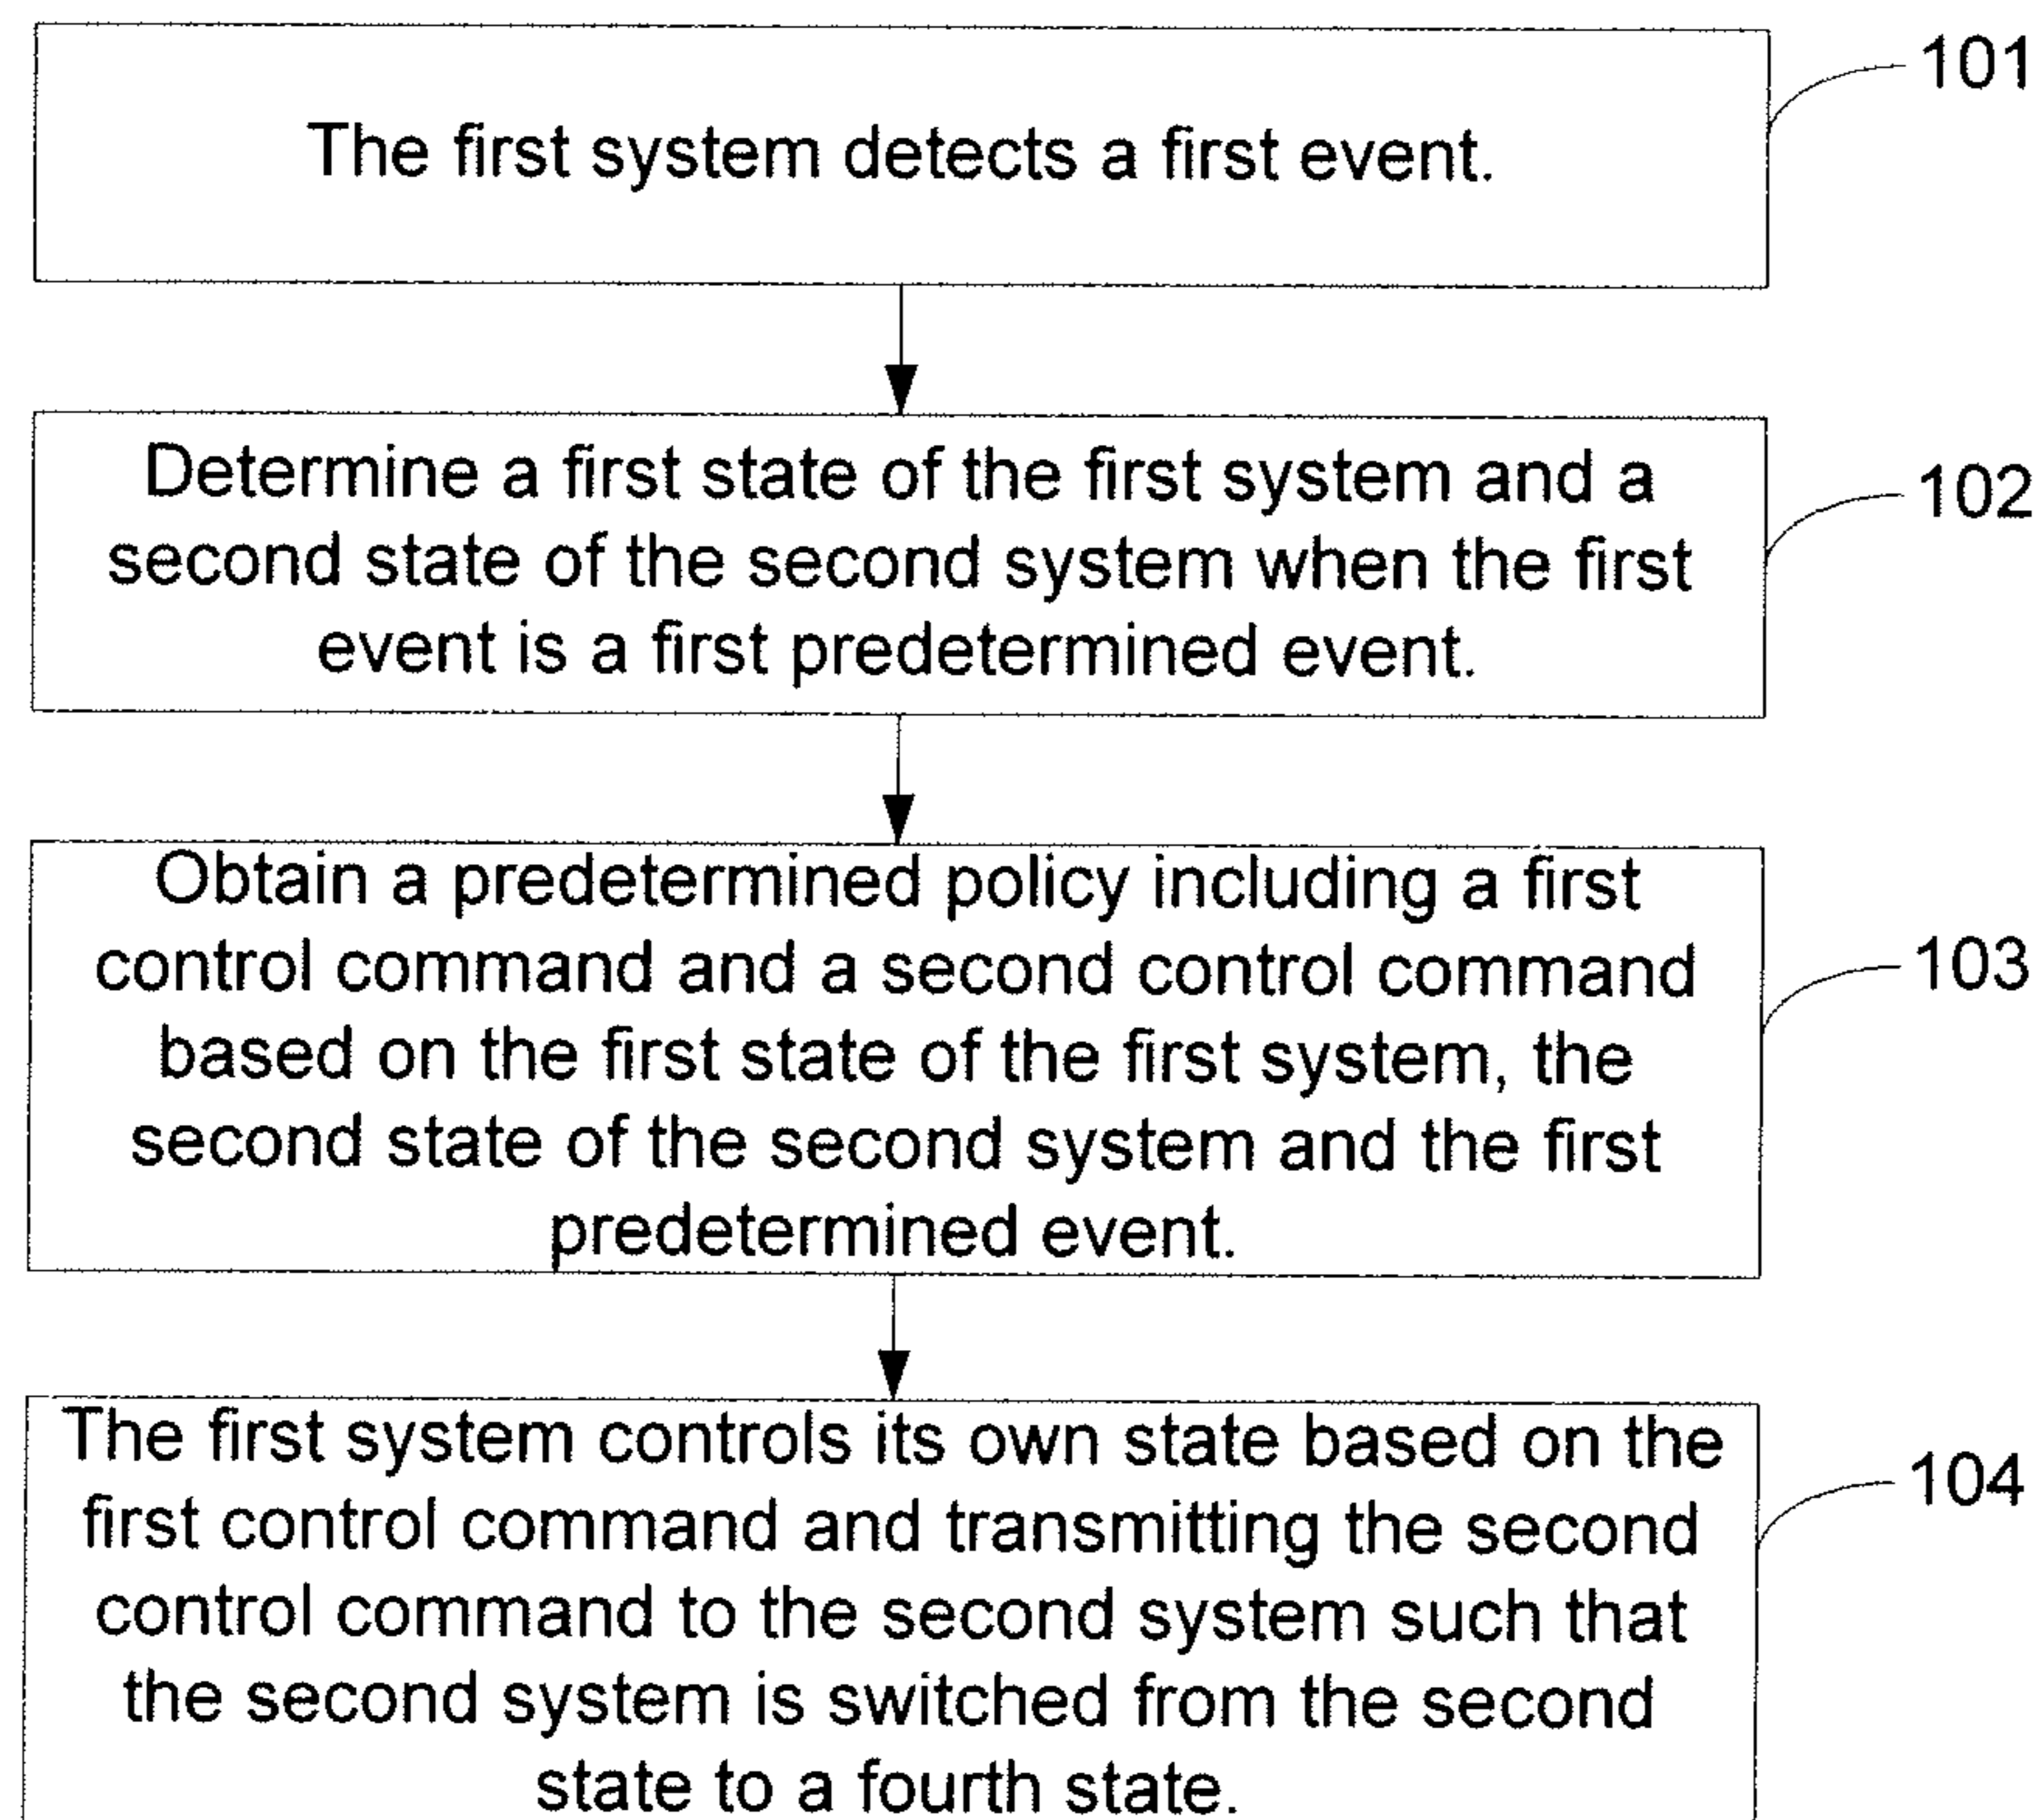 The first system detects a first event.
101
Determine a first state of the first system and a
second state of the second system when the first
event is a first predetermined event.
102
Obtain a predetermined policy including a first
control command and a second control command
based on the first state of the first system, the
second state of the second system and the first
predetermined event.
103
The first system controls its own state based on the
first control command and transmitting the second
control command to the second system such that
the second system is switched from the second
state to a fourth state.
104